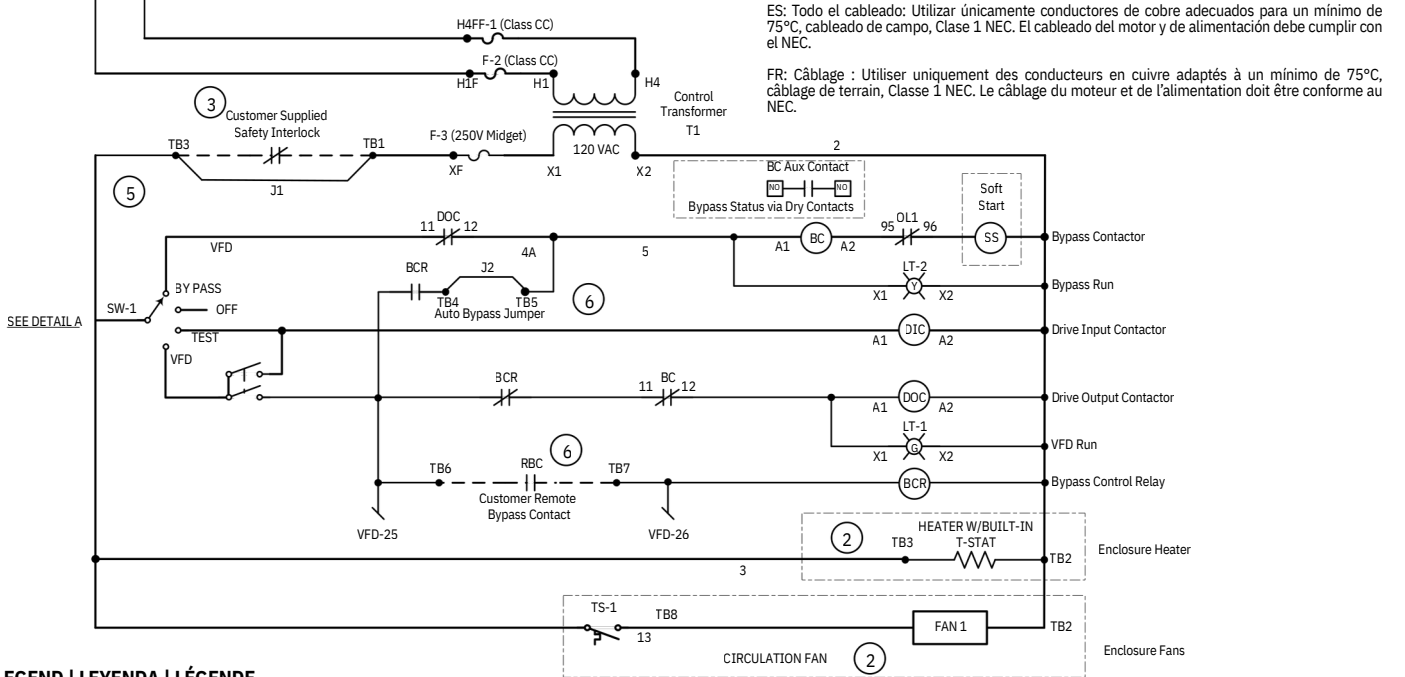 ES: Todo el cableado: Utilizar únicamente conductores de cobre adecuados para un mínimo de
75°C, cableado de campo, Clase 1 NEC. El cableado del motor y de alimentación debe cumplir con
el NEC.
FR: Câblage : Utiliser uniquement des conducteurs en cuivre adaptés à un mínimo de 75°C,
câblage de terrain, Classe 1 NEC. Le câblage du moteur et de l'alimentation doit être conforme au
NEC.
H4FF-1 (Class CC)
F-2 (Class CC)
H1F
H1
H4
Control
Transformer
T1
3
Customer Supplied
Safety Interlock
TB3
TB1
F-3 (250V Midget)
XF
X1
120 VAC
X2
2
J1
5
BC Aux Contact
NO
NO
Bypass Status via Dry Contacts
Soft
Start
VFD
DOC
11
12
4A
5
A1
BC
A2
OL1
95
96
SS
Bypass Contactor
BCR
J2
TB4
TB5
Auto Bypass Jumper
6
LT-2
X1
Y
X2
Bypass Run
SEE DETAIL A
SW-1
BY PASS
OFF
TEST
VFD
A1
DIC
A2
Drive Input Contactor
BCR
BC
11
12
A1
DOC
A2
Drive Output Contactor
LT-1
X1
G
X2
VFD Run
TB6
RBC
6
TB7
Customer Remote
Bypass Contact
BCR
Bypass Control Relay
VFD-25
VFD-26
2
HEATER W/BUILT-IN
T-STAT
TB3
TB2
Enclosure Heater
3
TS-1
TB8
13
FAN 1
TB2
CIRCULATION FAN
2
Enclosure Fans
EGEND | LEYENDA | LÉGENDE